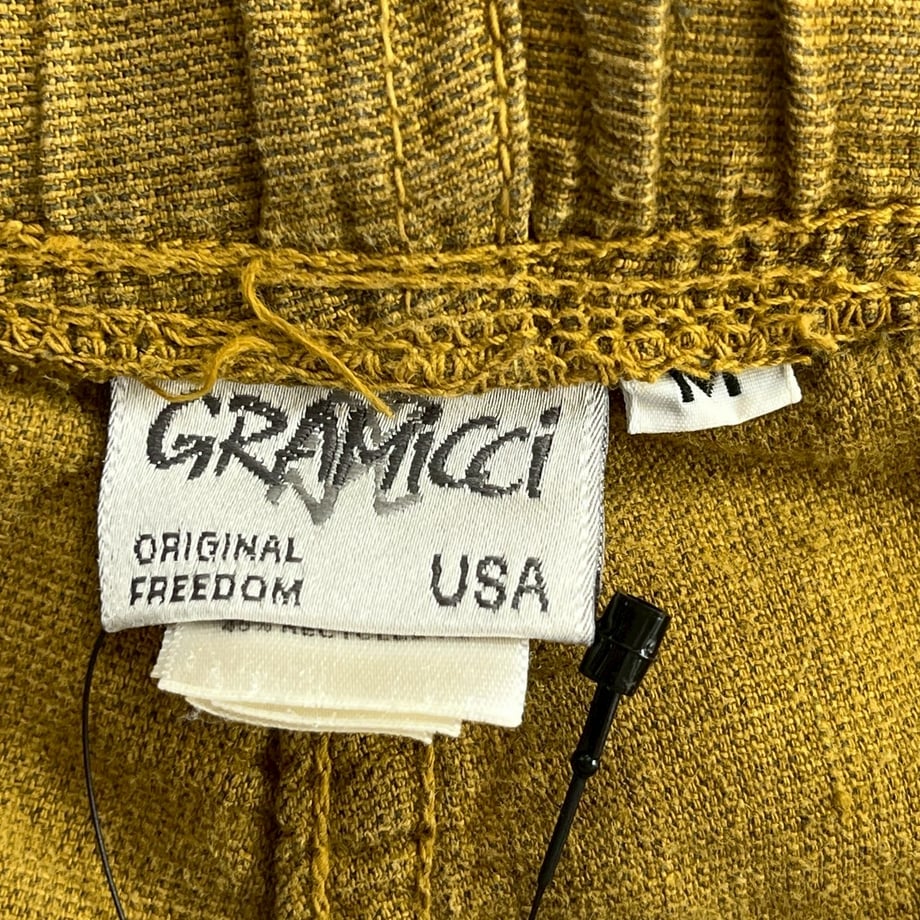 GRAMicci
M
ORIGINAL
FREEDOM
USA